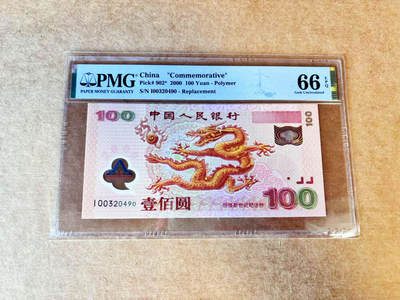 PMG
PAPER MONEY GUARANTY
China "Commemorative"
Pick# 902* 2000 100 Yuan - Polymer
S/N I00320490 - Replacement
66 EPQ
Gem Uncirculated
100
中国人民银行
100
I00320490
壹佰圆
100